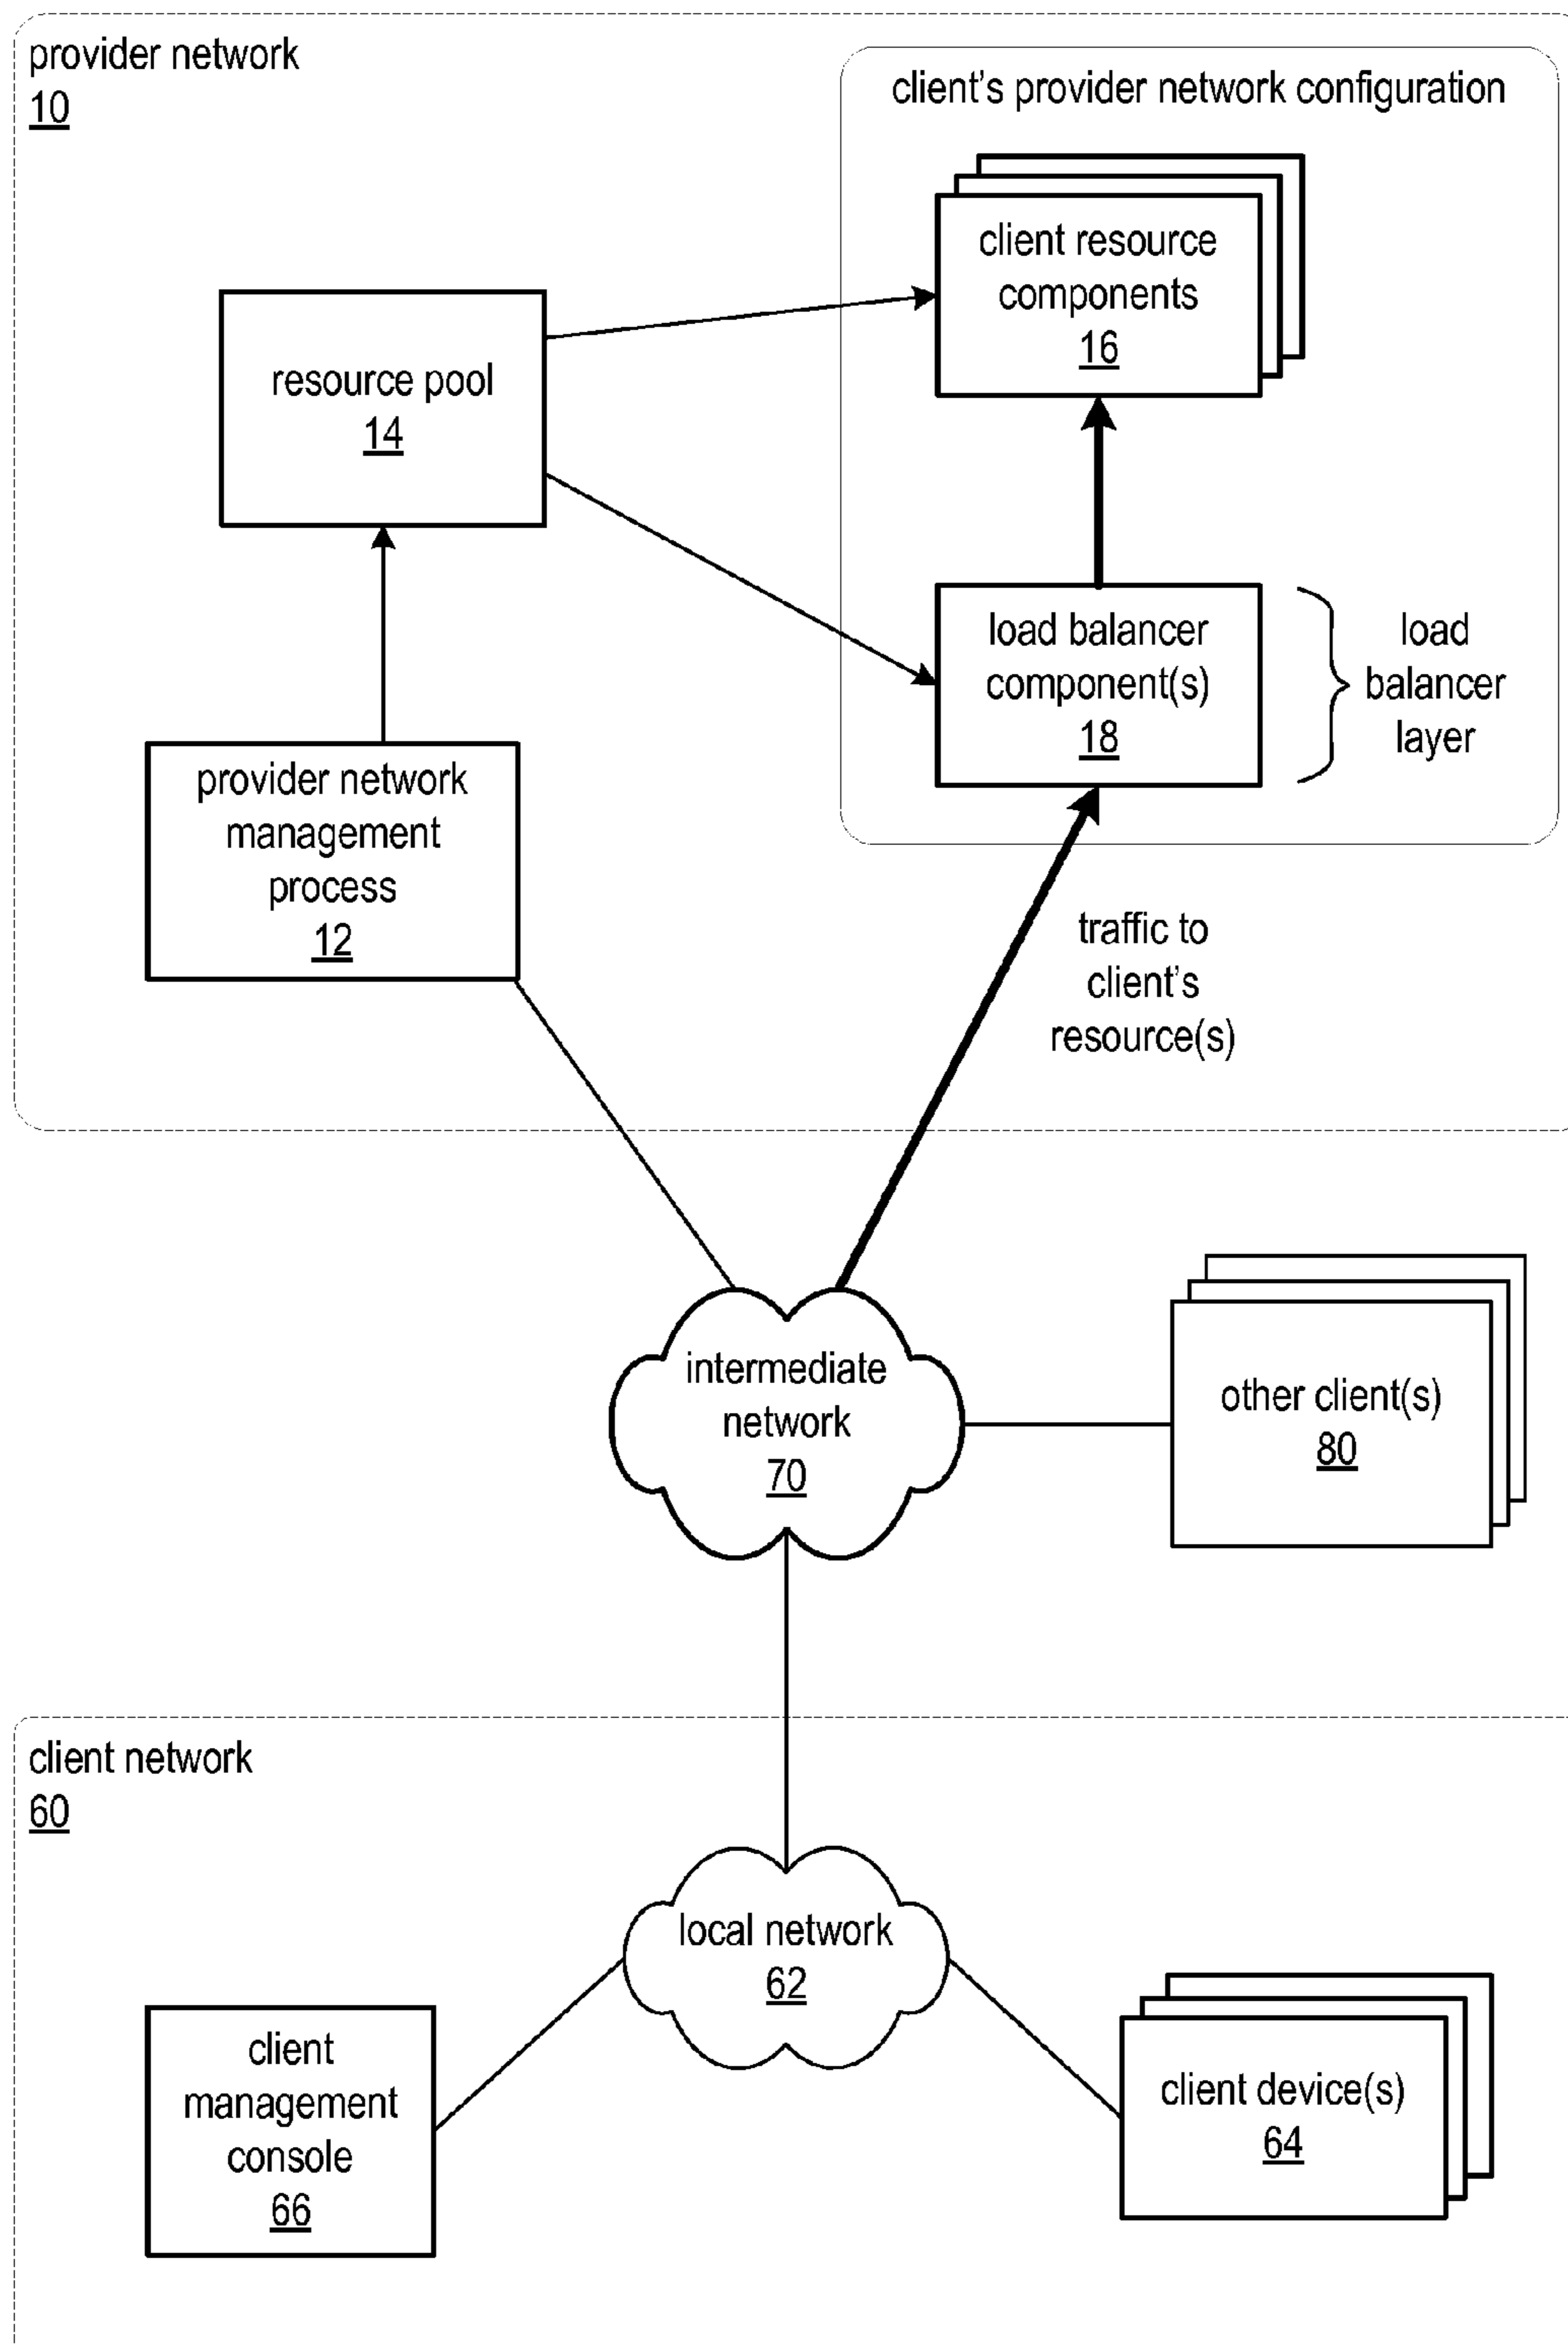 provider network
10
client's provider network configuration
client resource
components
16
resource pool
14
load balancer
component(s)
18
load
balancer
layer
provider network
management
process
12
traffic to
client's
resource(s)
intermediate
network
70
other client(s)
80
client network
60
local network
62
client
management
console
66
client device(s)
64